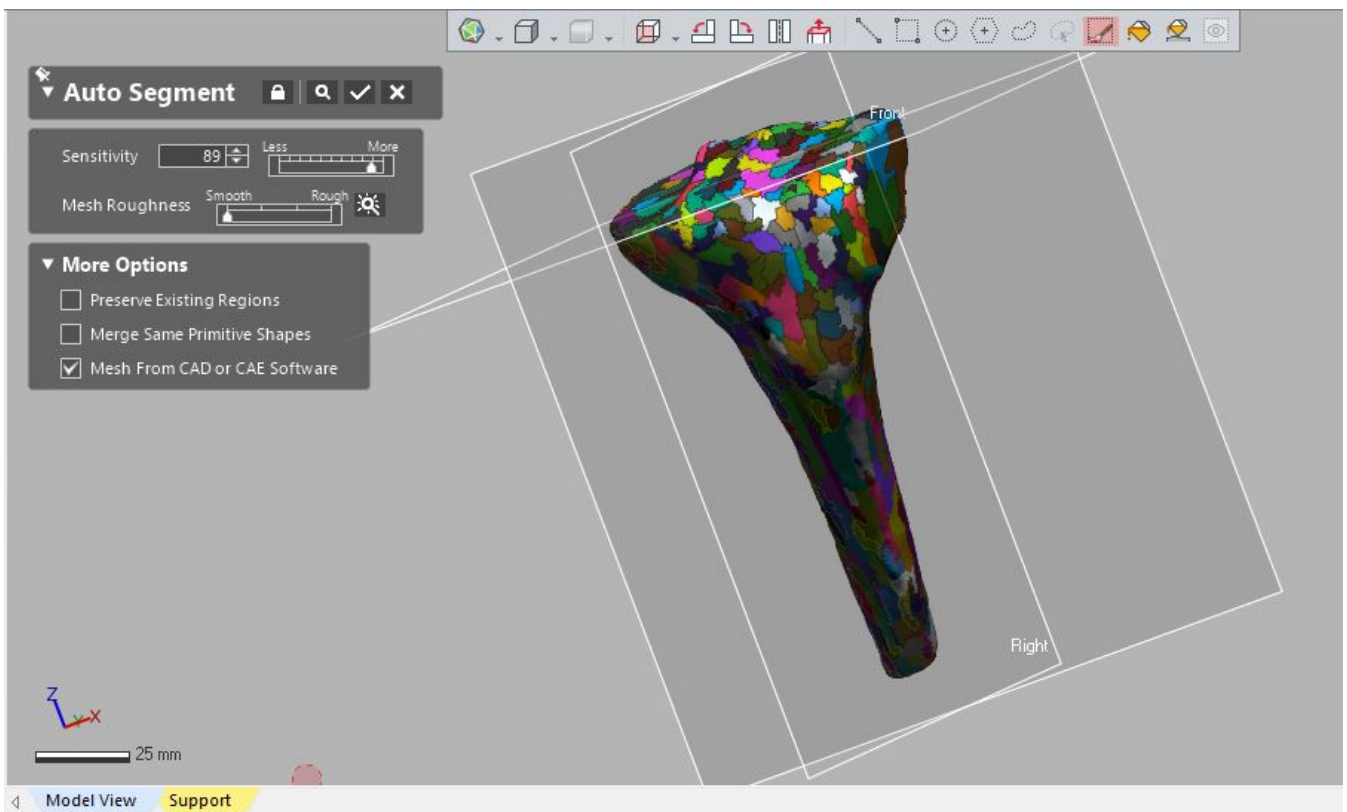 Auto Segment
Sensitivity 89 Less More
Mesh Roughness Smooth Rough
More Options
Preserve Existing Regions
Merge Same Primitive Shapes
Mesh From CAD or CAE Software
Front
Right
Z
Y X
25 mm
Model View Support